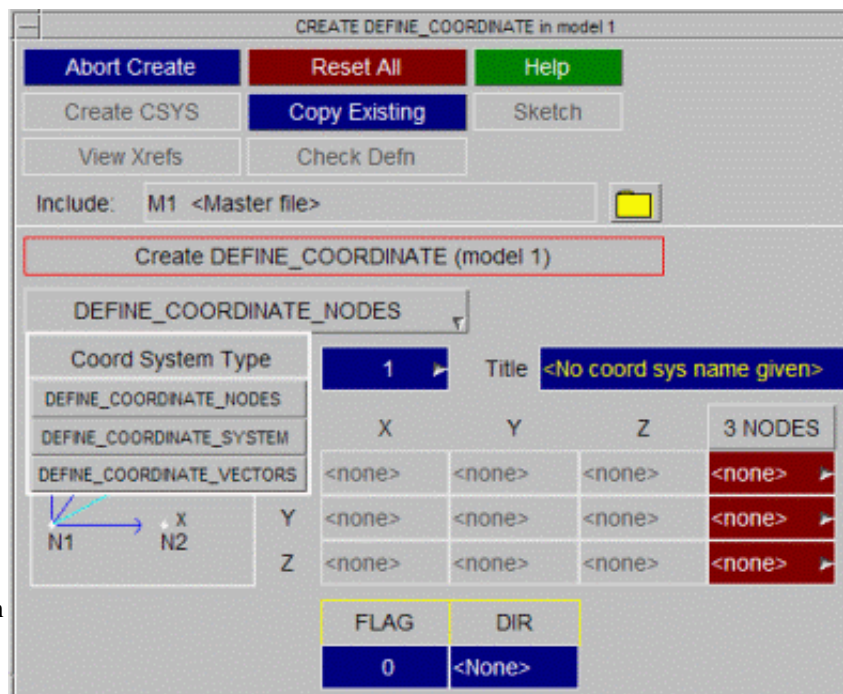 CREATE DEFINE_COORDINATE in model 1
Abort Create Reset All Help
Create CSYS Copy Existing Sketch
View Xrefs Check Defn
Include: M1 <Master file>
Create DEFINE_COORDINATE (model 1)
DEFINE_COORDINATE_NODES
Coord System Type
1 Title <No coord sys name given>
DEFINE_COORDINATE_NODES
DEFINE_COORDINATE_SYSTEM
DEFINE_COORDINATE_VECTORS
X Y Z 3 NODES
<none> <none> <none> <none>
Y <none> <none> <none> <none>
Z <none> <none> <none> <none>
X
N1 N2
FLAG DIR
0 <None>